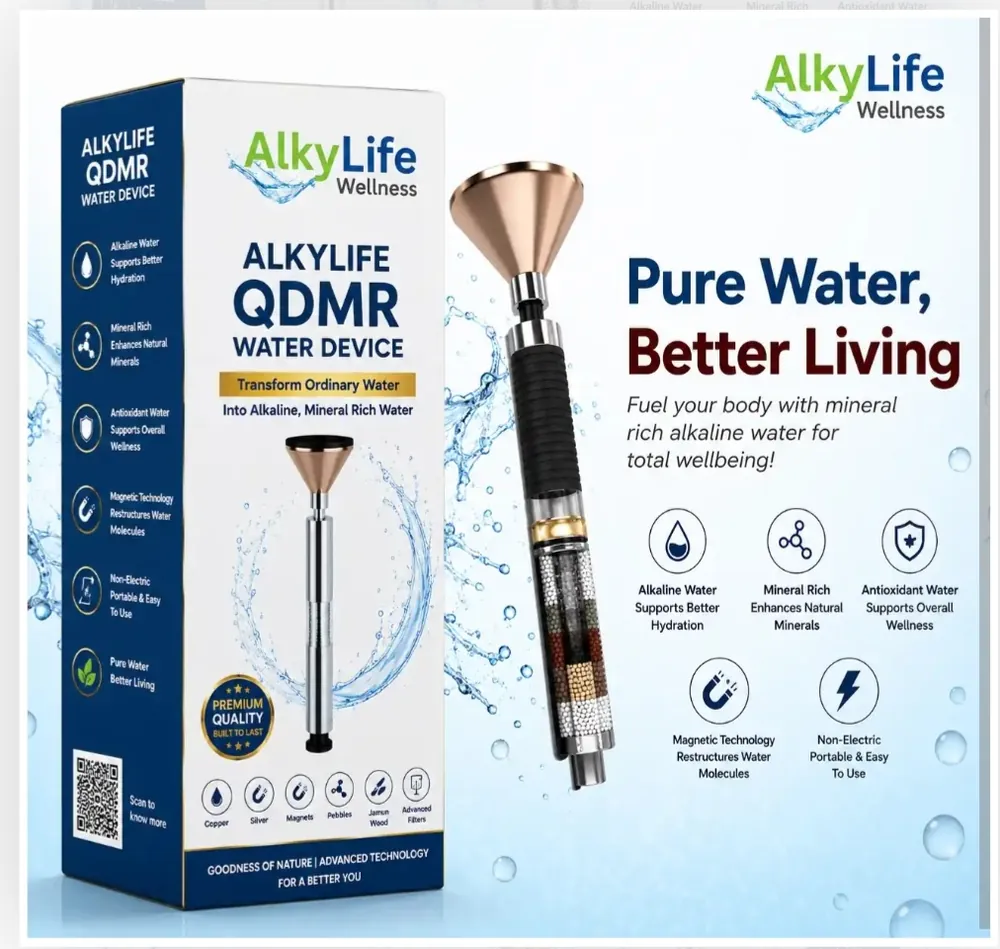 Alkaline Water
Mineral Rich
Antioxidant Water
ALKYLIFE
QDMR
WATER DEVICE
Alkaline Water
Supports Better
Hydration
Mineral Rich
Enhances Natural
Minerals
Antioxidant Water
Supports Overall
Wellness
Magnetic Technology
Restructures Water
Molecules
Non-Electric
Portable & Easy
To Use
Pure Water
Better Living
Scan to
know more
AlkyLife
Wellness
ALKYLIFE
QDMR
WATER DEVICE
Transform Ordinary Water
Into Alkaline, Mineral Rich Water
PREMIUM
QUALITY
BUILT TO LAST
Copper
Silver
Magnets
Pebbles
Jamun
Wood
Advanced
Filters
GOODNESS OF NATURE | ADVANCED TECHNOLOGY
FOR A BETTER YOU
AlkyLife
Wellness
Pure Water,
Better Living
Fuel your body with mineral
rich alkaline water for
total wellbeing!
Alkaline Water
Supports Better
Hydration
Mineral Rich
Enhances Natural
Minerals
Antioxidant Water
Supports Overall
Wellness
Magnetic Technology
Restructures Water
Molecules
Non-Electric
Portable & Easy
To Use